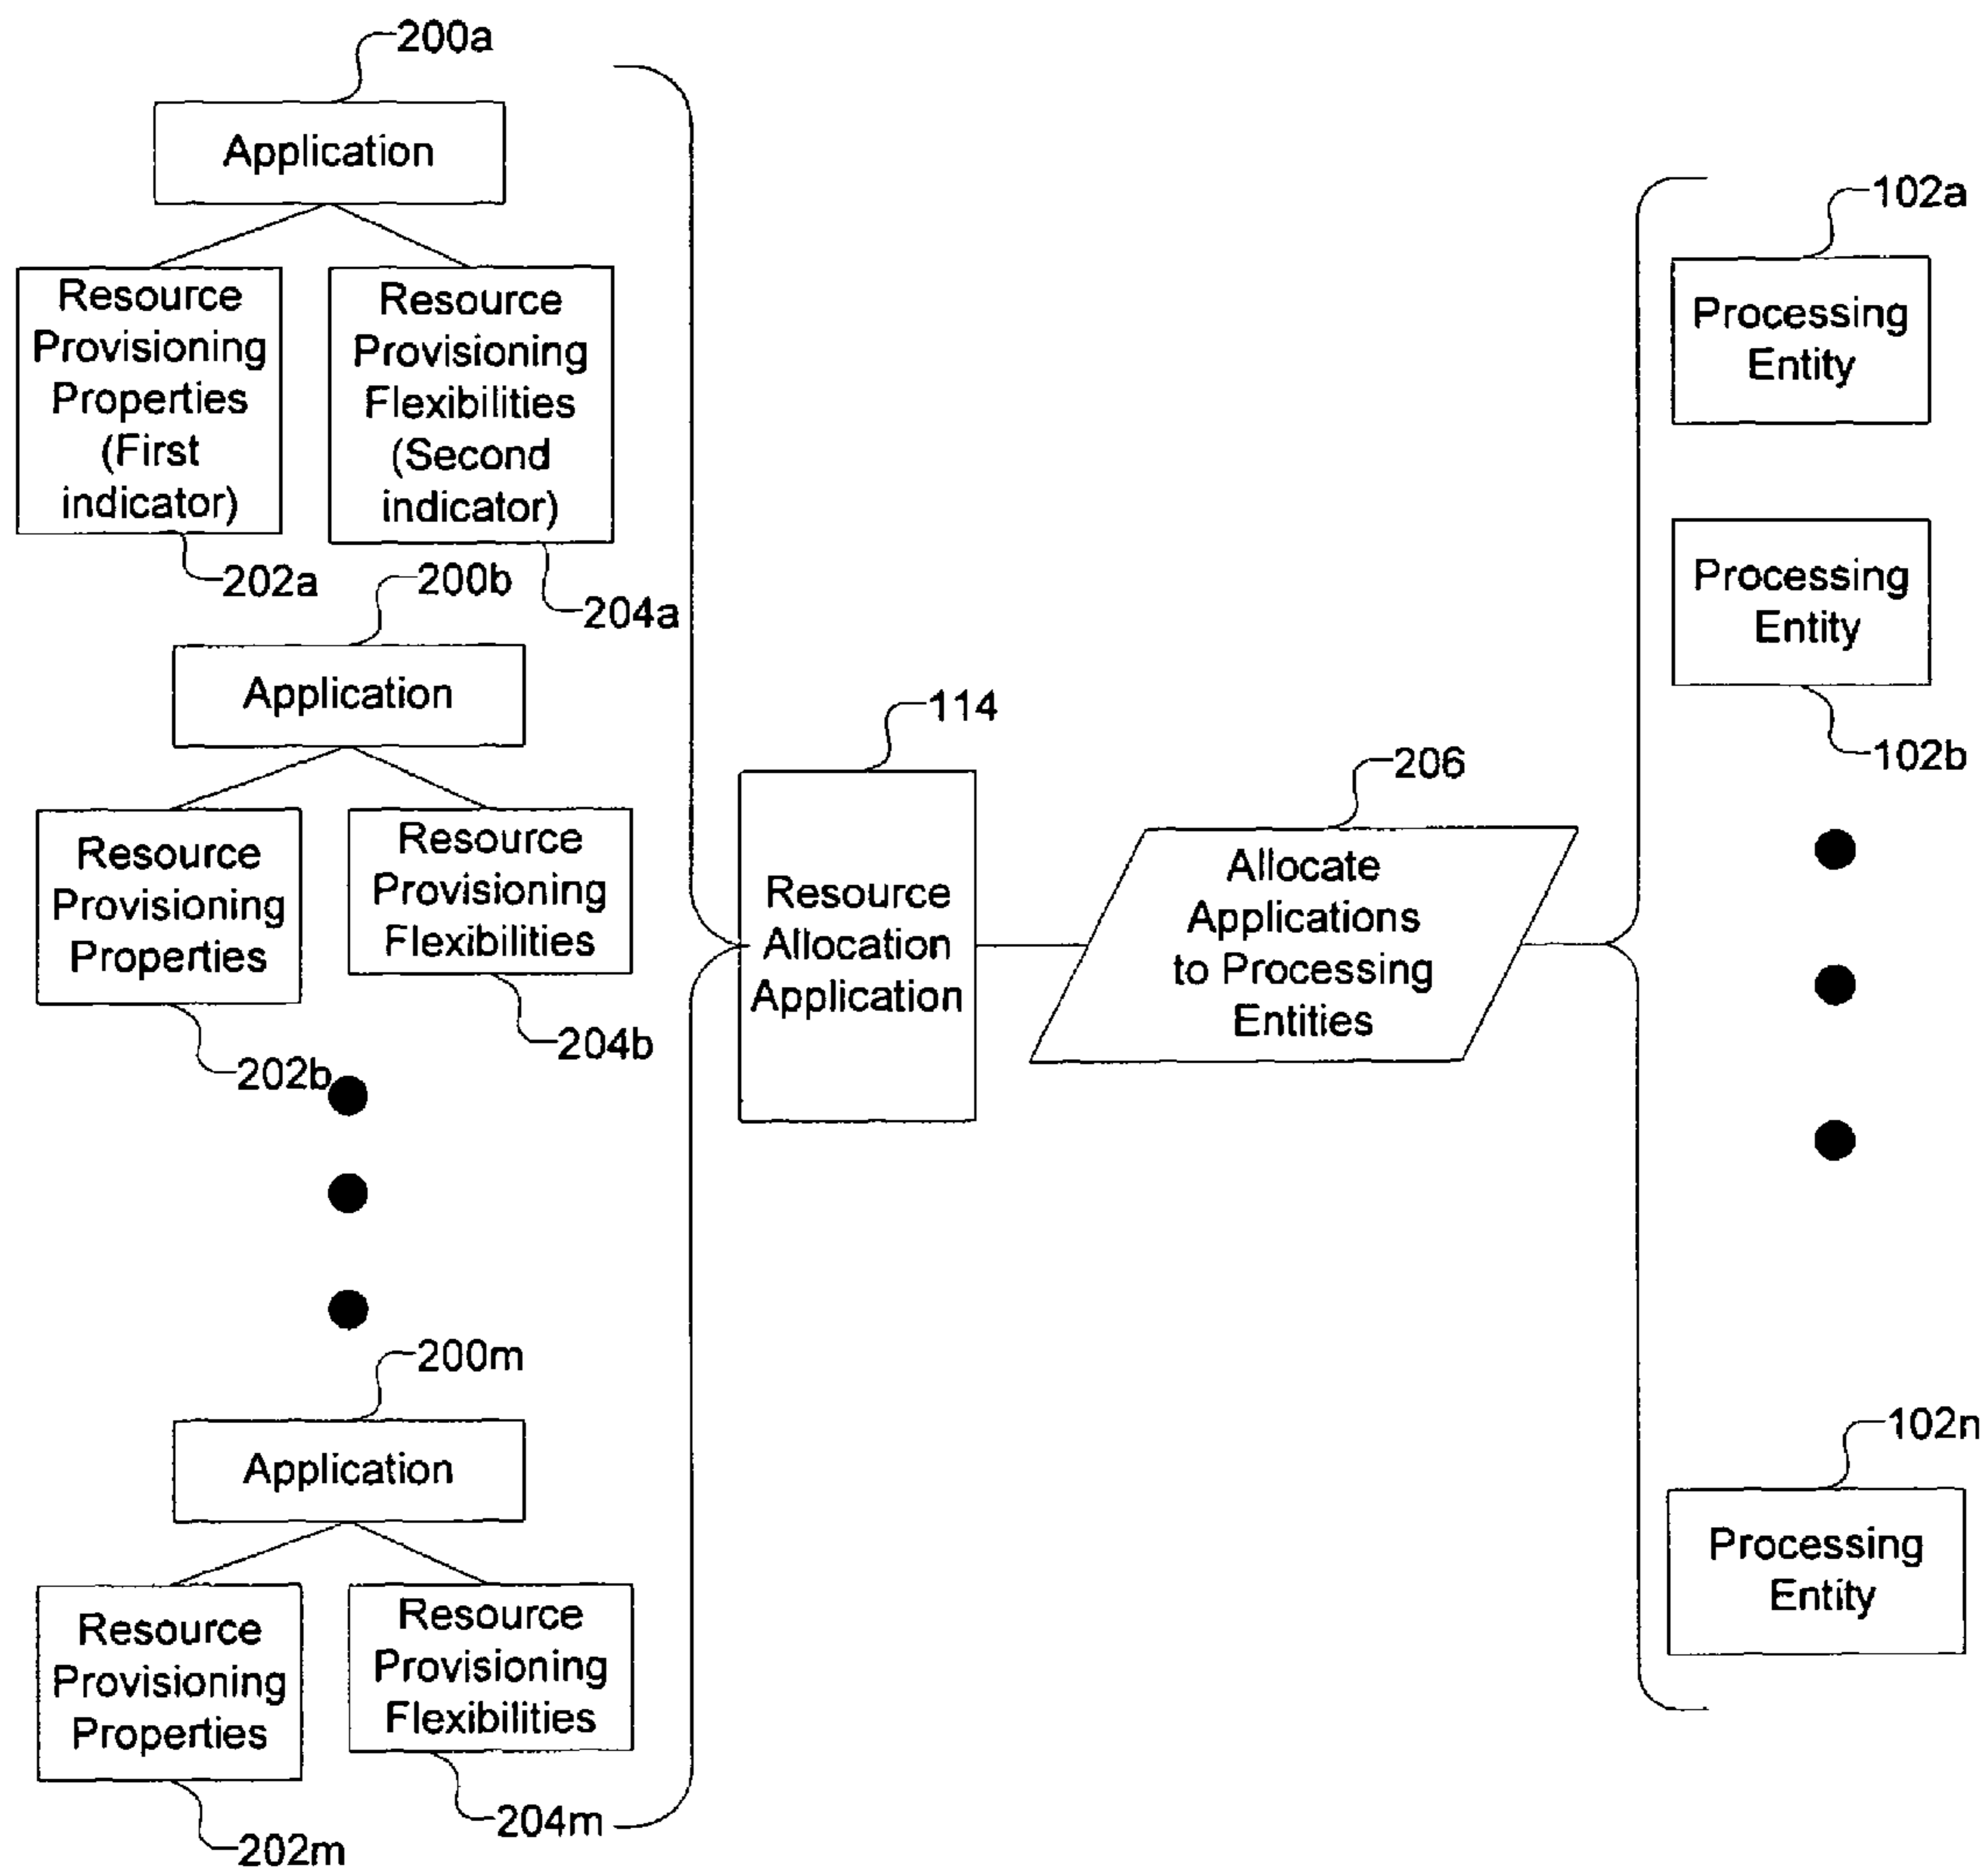 200a
Application
Resource
Provisioning
Properties
(First
indicator)
Resource
Provisioning
Flexibilities
(Second
indicator)
202a
204a
200b
Application
Resource
Provisioning
Properties
Resource
Provisioning
Flexibilities
202b
204b
200m
Application
Resource
Provisioning
Properties
Resource
Provisioning
Flexibilities
202m
204m
114
Resource
Allocation
Application
206
Allocate
Applications
to Processing
Entities
102a
Processing
Entity
Processing
Entity
102b
102n
Processing
Entity